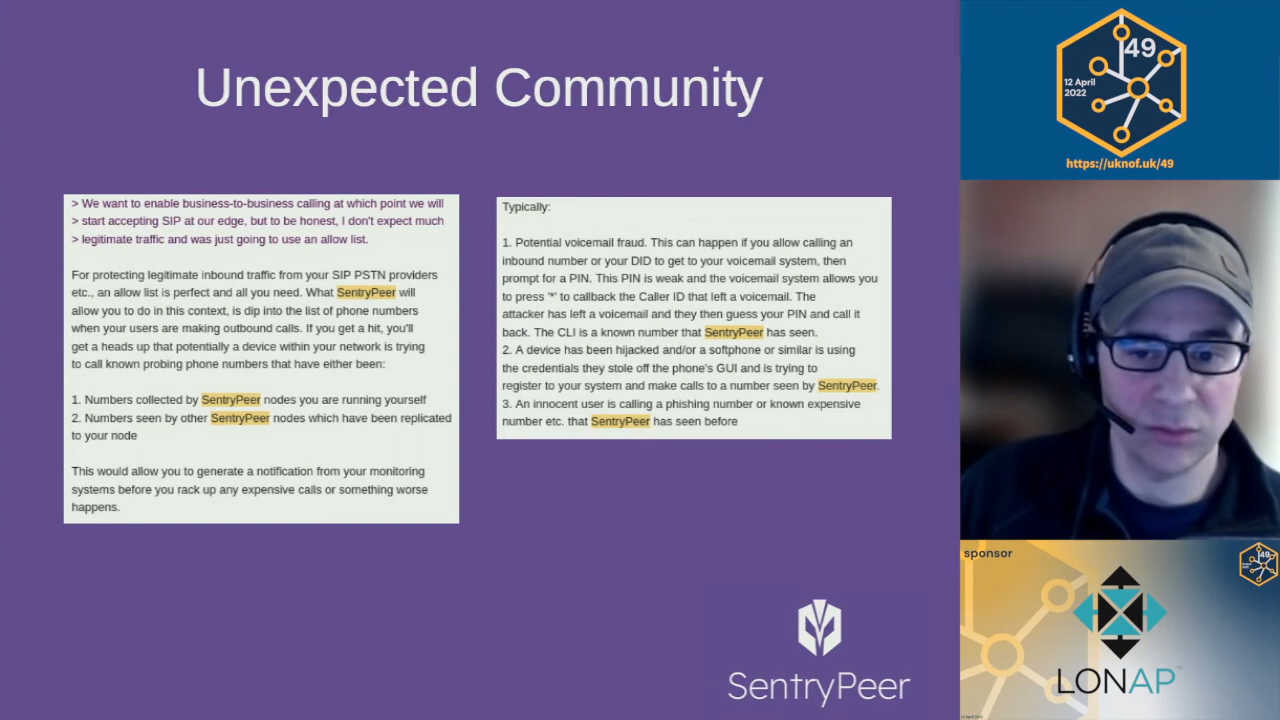 Unexpected Community
> We want to enable business-to-business calling at which point we will
> start accepting SIP at our edge, but to be honest, I don't expect much
> legitimate traffic and was just going to use an allow list.
For protecting legitimate inbound traffic from your SIP PSTN providers
etc., an allow list is perfect and all you need. What SentryPeer will
allow you to do in this context, is dip into the list of phone numbers
when your users are making outbound calls. If you get a hit, you'll
get a heads up that potentially a device within your network is trying
to call known probing phone numbers that have either been:
1. Numbers collected by SentryPeer nodes you are running yourself
2. Numbers seen by other SentryPeer nodes which have been replicated
to your node
This would allow you to generate a notification from your monitoring
systems before you rack up any expensive calls or something worse
happens.
Typically:
1. Potential voicemail fraud. This can happen if you allow calling an
inbound number or your DID to get to your voicemail system, then
prompt for a PIN. This PIN is weak and the voicemail system allows you
to press '*' to callback the Caller ID that left a voicemail. The
attacker has left a voicemail and they then guess your PIN and call it
back. The CLI is a known number that SentryPeer has seen.
2. A device has been hijacked and/or a softphone or similar is using
the credentials they stole off the phone's GUI and is trying to
register to your system and make calls to a number seen by SentryPeer.
3. An innocent user is calling a phishing number or known expensive
number etc. that SentryPeer has seen before
SentryPeer
49
12 April
2022
https://uknof.uk/49
sponsor
49
LONAP